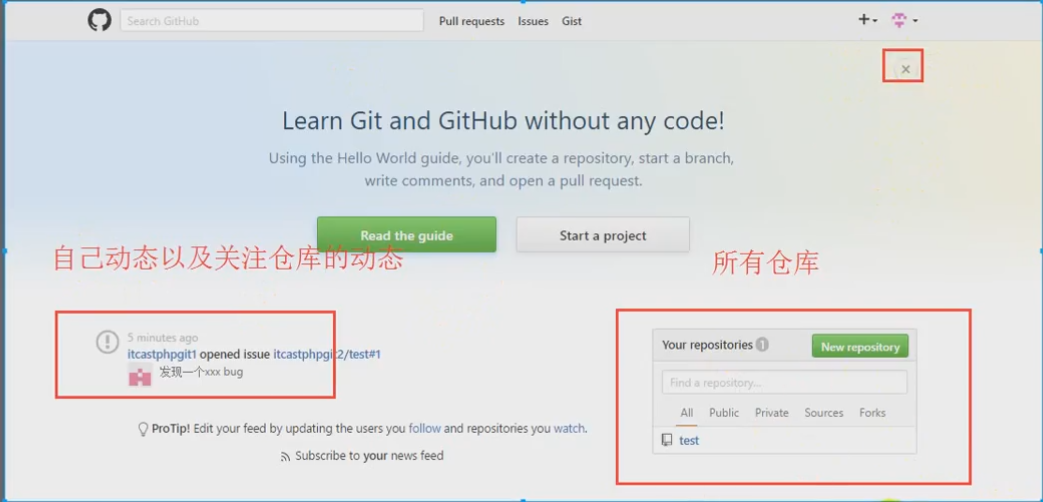 Search GitHub Pull requests Issues Gist
×
Learn Git and GitHub without any code!
Using the Hello World guide, you'll create a repository, start a branch,
write comments, and open a pull request.
Read the guide Start a project
自己动态以及关注仓库的动态
所有仓库
5 minutes ago
itcastphpgit1 opened issue itcastphpgit2/test#1
发现一个xxx bug
ProTip! Edit your feed by updating the users you follow and repositories you watch.
Subscribe to your news feed
Your repositories 1 New repository
Find a repository...
All Public Private Sources Forks
test